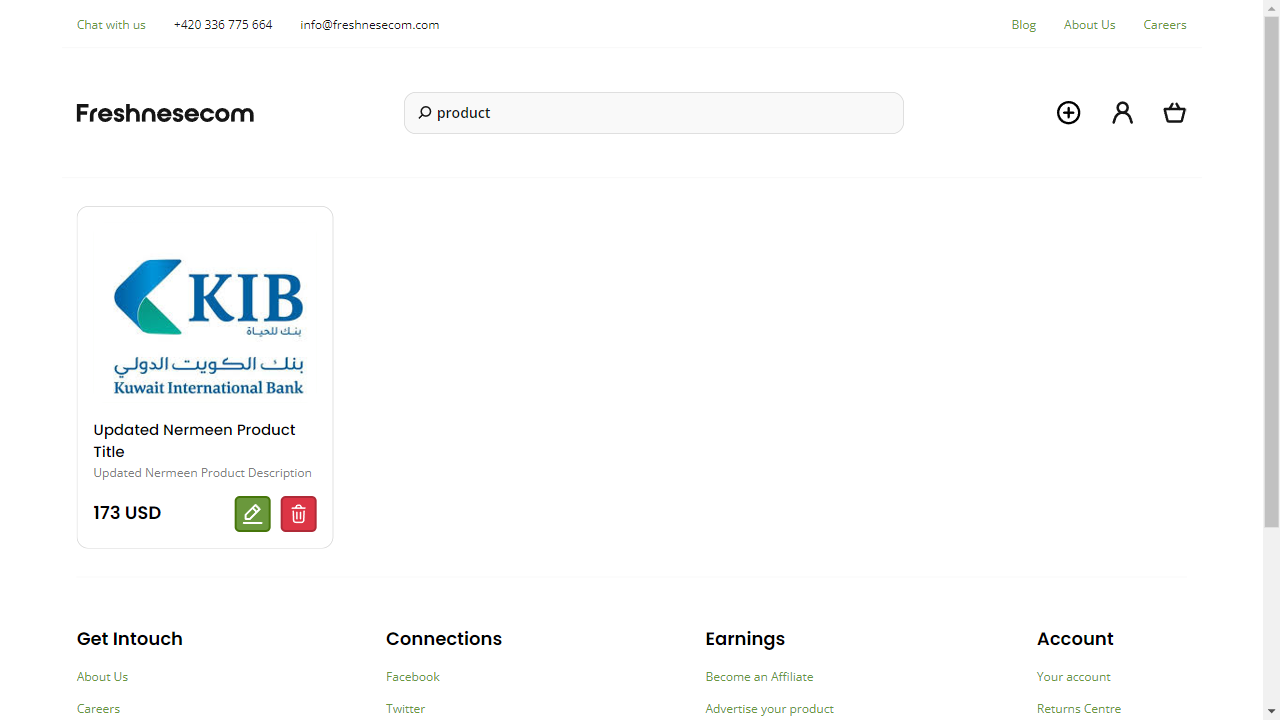 Chat with us
+420 336 775 664
info@freshnesecom.com
Blog
About Us
Careers
Freshnesecom
product
KIB
بنك للحياة
بنك الكويت الدولي
Kuwait International Bank
Updated Nermeen Product
Title
Updated Nermeen Product Description
173 USD
Get Intouch
Connections
Earnings
Account
About Us
Facebook
Become an Affiliate
Your account
Careers
Twitter
Advertise your product
Returns Centre